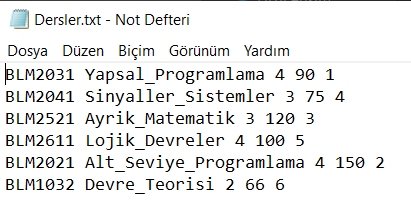 Dersler.txt - Not Defteri
Dosya Düzen Biçim Görünüm Yardım
BLM2031 Yapsal_Programlama 4 90 1
BLM2041 Sinyaller_Sistemler 3 75 4
BLM2521 Ayrik_Matematik 3 120 3
BLM2611 Lojik_Devreler 4 100 5
BLM2021 Alt_Seviye_Programlama 4 150 2
BLM1032 Devre_Teorisi 2 66 6